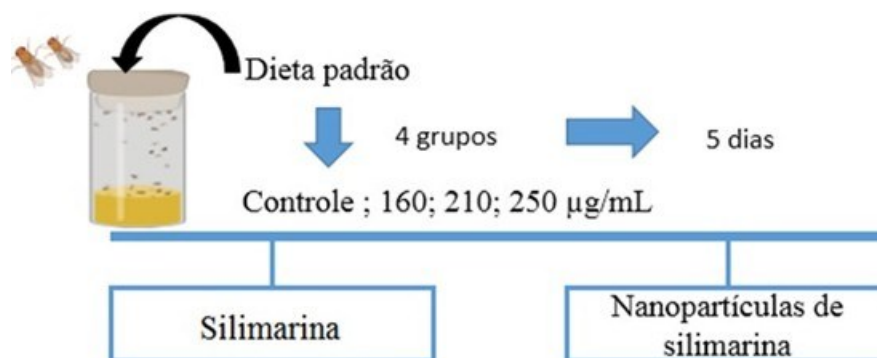 Dieta padrão
4 grupos
5 dias
Controle ; 160; 210; 250 µg/mL
Silimarina
Nanopartículas de
silimarina